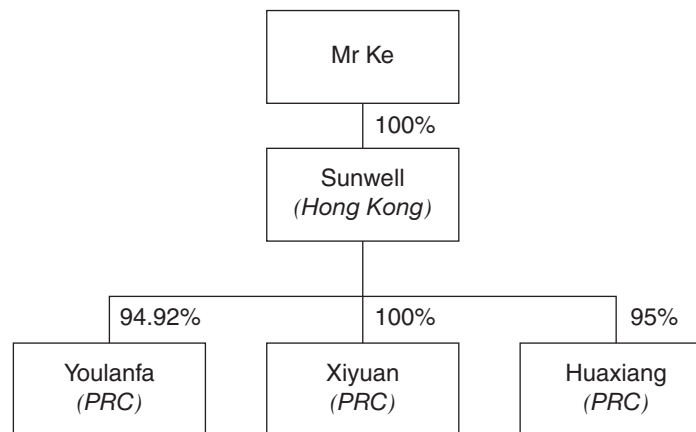 Mr Ke
100%
Sunwell
(Hong Kong)
94.92%
100%
95%
Youlanfa
(PRC)
Xiyuan
(PRC)
Huaxiang
(PRC)